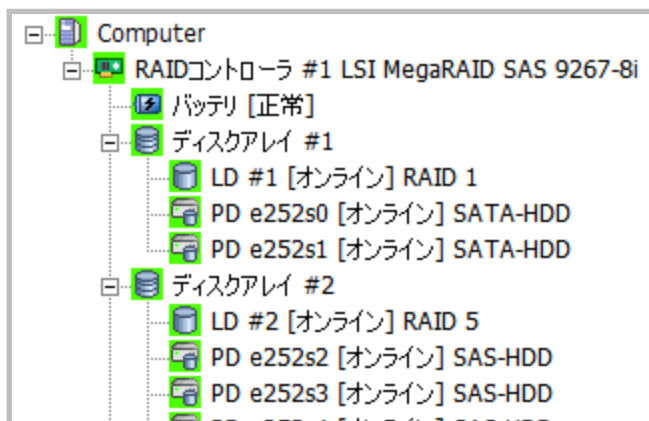 Computer
RAIDコントローラ #1 LSI MegaRAID SAS 9267-8i
バッテリ [正常]
ディスクアレイ #1
LD #1 [オンライン] RAID 1
PD e252s0 [オンライン] SATA-HDD
PD e252s1 [オンライン] SATA-HDD
ディスクアレイ #2
LD #2 [オンライン] RAID 5
PD e252s2 [オンライン] SAS-HDD
PD e252s3 [オンライン] SAS-HDD